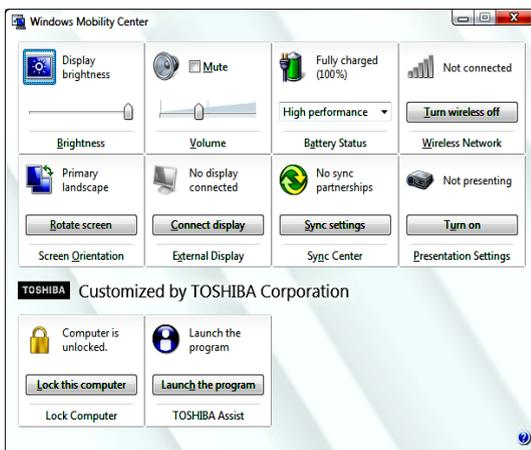 Windows Mobility Center
Display
brightness
Brightness
Mute
Volume
Fully charged
(100%)
High performance
Battery Status
Not connected
Turn wireless off
Wireless Network
Primary
landscape
Rotate screen
Screen Orientation
No display
connected
Connect display
External Display
No sync
partnerships
Sync settings
Sync Center
Not presenting
Turn on
Presentation Settings
TOSHIBA Customized by TOSHIBA Corporation
Computer is
unlocked.
Lock this computer
Lock Computer
Launch the
program
Launch the program
TOSHIBA Assist